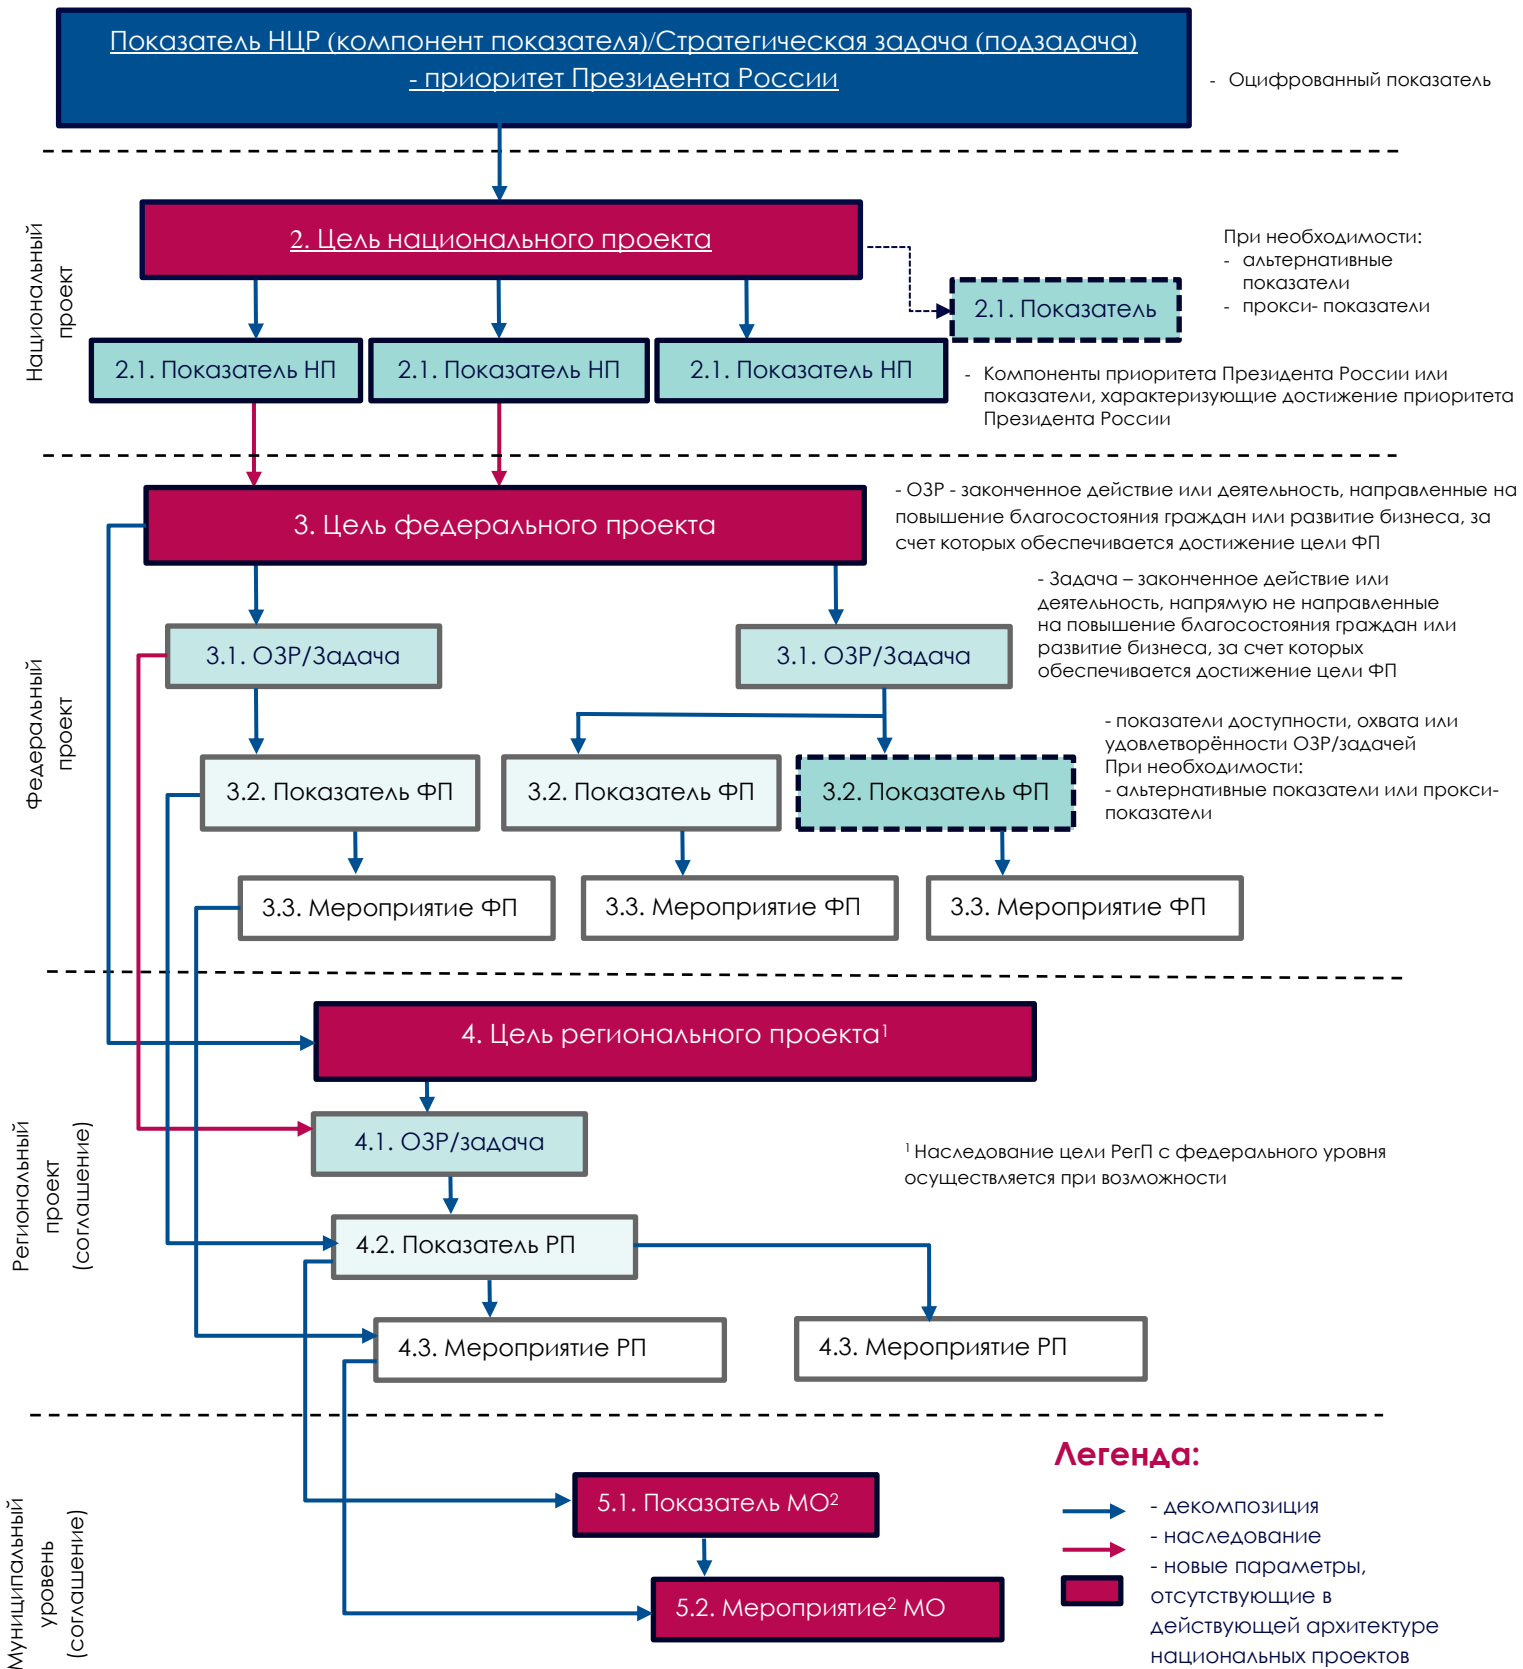 Показатель НЦР (компонент показателя)/Стратегическая задача (подзадача)
- приоритет Президента России
- Оцифрованный показатель
Национальный
проект
2. Цель национального проекта
При необходимости:
- альтернативные
показатели
- прокси- показатели
2.1. Показатель
2.1. Показатель НП
2.1. Показатель НП
2.1. Показатель НП
- Компоненты приоритета Президента России или
показатели, характеризующие достижение приоритета
Президента России
Федеральный
проект
3. Цель федерального проекта
- ОЗР - законченное действие или деятельность, направленные на
повышение благосостояния граждан или развитие бизнеса, за
счет которых обеспечивается достижение цели ФП
- Задача – законченное действие или
деятельность, напрямую не направленные
на повышение благосостояния граждан или
развитие бизнеса, за счет которых
обеспечивается достижение цели ФП
3.1. ОЗР/Задача
3.1. ОЗР/Задача
- показатели доступности, охвата или
удовлетворённости ОЗР/задачей
При необходимости:
- альтернативные показатели или прокси-
показатели
3.2. Показатель ФП
3.2. Показатель ФП
3.2. Показатель ФП
3.3. Мероприятие ФП
3.3. Мероприятие ФП
3.3. Мероприятие ФП
Региональный
проект
(соглашение)
4. Цель регионального проекта¹
4.1. ОЗР/задача
¹ Наследование цели РегП с федерального уровня
осуществляется при возможности
4.2. Показатель РП
4.3. Мероприятие РП
4.3. Мероприятие РП
Муниципальный
уровень
(соглашение)
5.1. Показатель МО²
5.2. Мероприятие² МО
Легенда:
- декомпозиция
- наследование
- новые параметры,
отсутствующие в
действующей архитектуре
национальных проектов